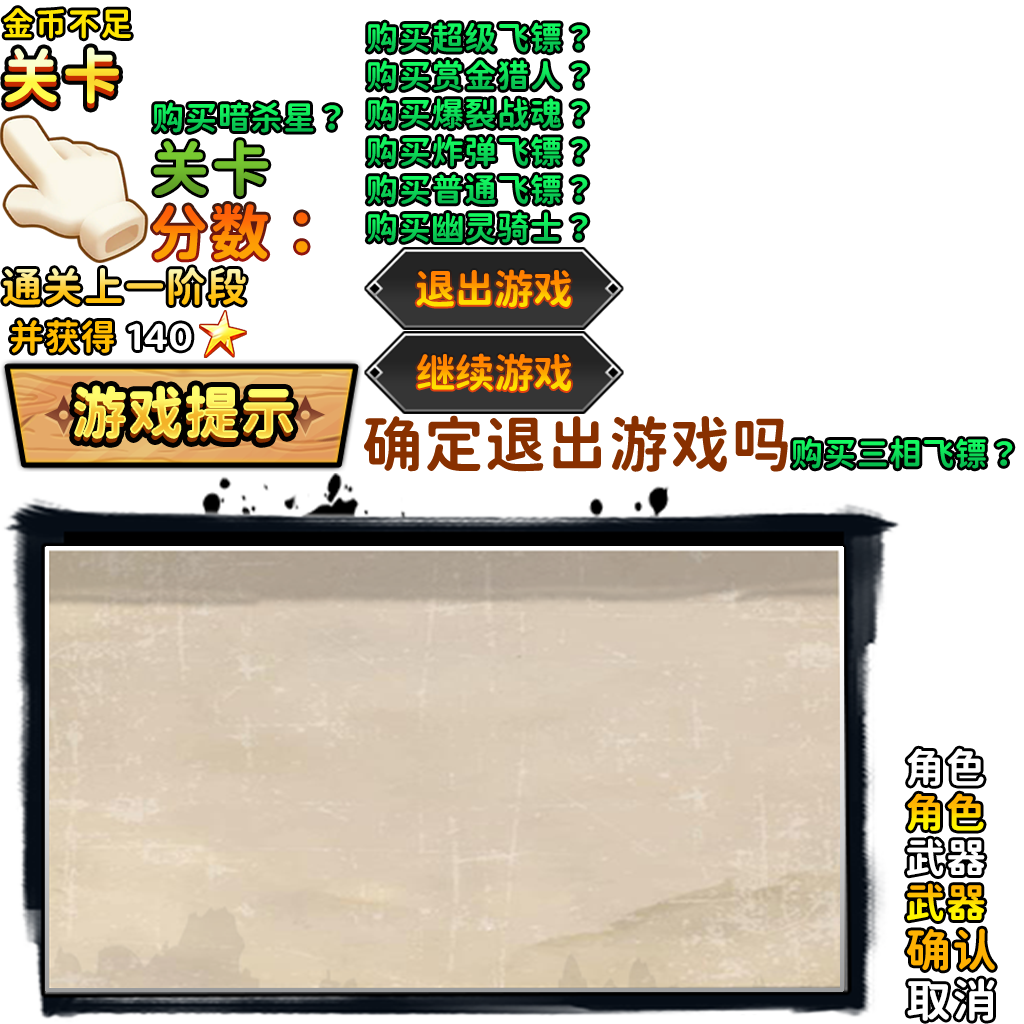 金币不足
关卡
购买暗杀星？
关卡
分数：
通关上一阶段
并获得 140
游戏提示
购买超级飞镖？
购买赏金猎人？
购买爆裂战魂？
购买炸弹飞镖？
购买普通飞镖？
购买幽灵骑士？
退出游戏
继续游戏
确定退出游戏吗
购买三相飞镖？
角色
角色
武器
武器
确认
取消